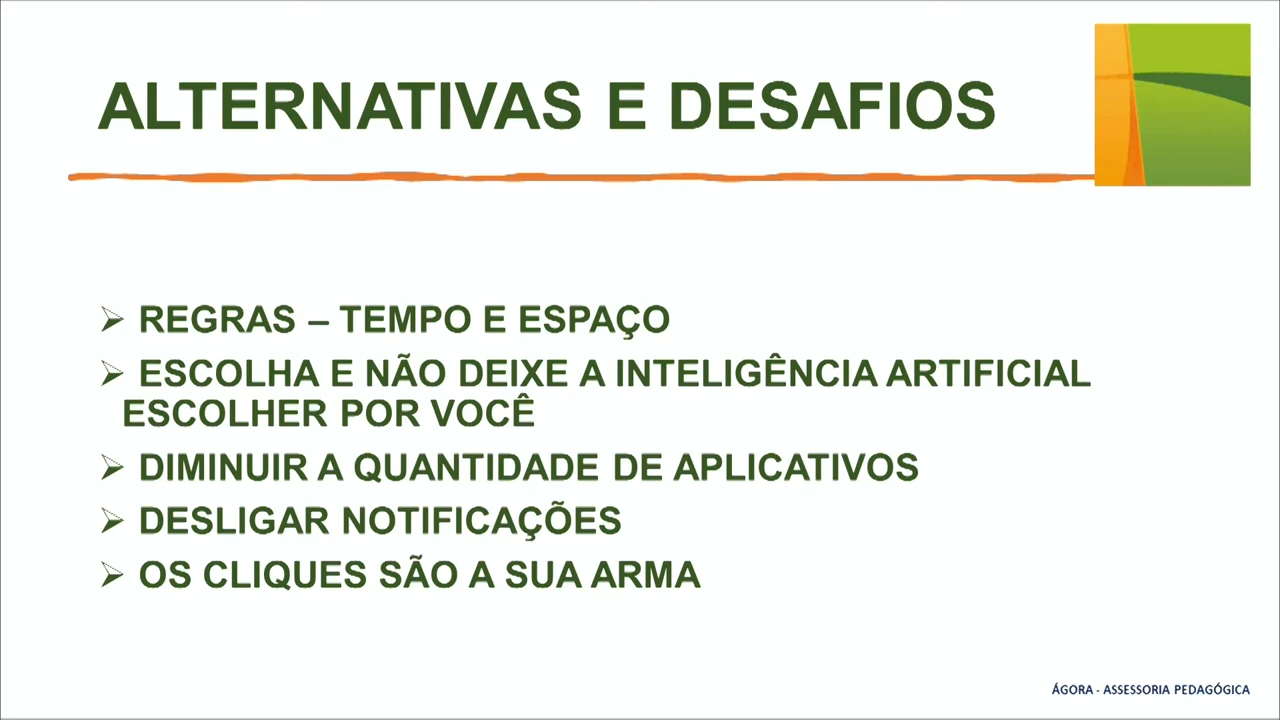 ALTERNATIVAS E DESAFIOS
➢ REGRAS – TEMPO E ESPAÇO
➢ ESCOLHA E NÃO DEIXE A INTELIGÊNCIA ARTIFICIAL
ESCOLHER POR VOCÊ
➢ DIMINUIR A QUANTIDADE DE APLICATIVOS
➢ DESLIGAR NOTIFICAÇÕES
➢ OS CLIQUES SÃO A SUA ARMA
ÁGORA - ASSESSORIA PEDAGÓGICA